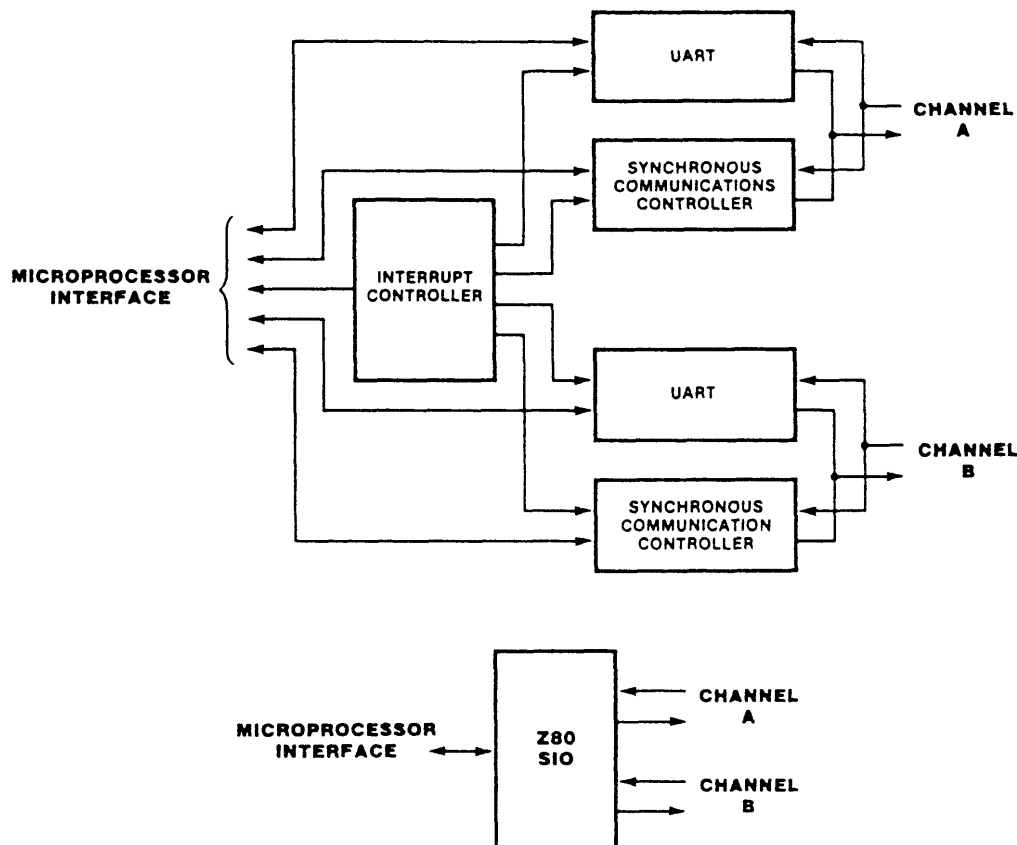 UART
CHANNEL
A
SYNCHRONOUS
COMMUNICATIONS
CONTROLLER
MICROPROCESSOR
INTERFACE
INTERRUPT
CONTROLLER
UART
CHANNEL
B
SYNCHRONOUS
COMMUNICATION
CONTROLLER
MICROPROCESSOR
INTERFACE
Z80
SIO
CHANNEL
A
CHANNEL
B